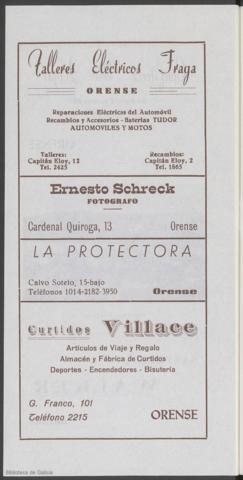 Talleres Eléctricos Fraga
ORENSE
Reparaciones Eléctricas del Automóvil
Recambios y Accesorios - Baterías TUDOR
AUTOMOVILES Y MOTOS
Talleres: Recambios:
Capitán Eloy, 12 Capitán Eloy, 2
Tel. 2425 Tel. 1865
Ernesto Schreck
FOTOGRAFO
Cardenal Quiroga, 13 Orense
LA PROTECTORA
Calvo Sotelo, 15-bajo
Teléfonos 1014-2182-3950 Orense
Curtidos Villace
Artículos de Viaje y Regalo
Almacén y Fábrica de Curtidos
Deportes - Encendedores - Bisutería
G. Franco, 101
Teléfono 2215 ORENSE
Biblioteca de Galicia